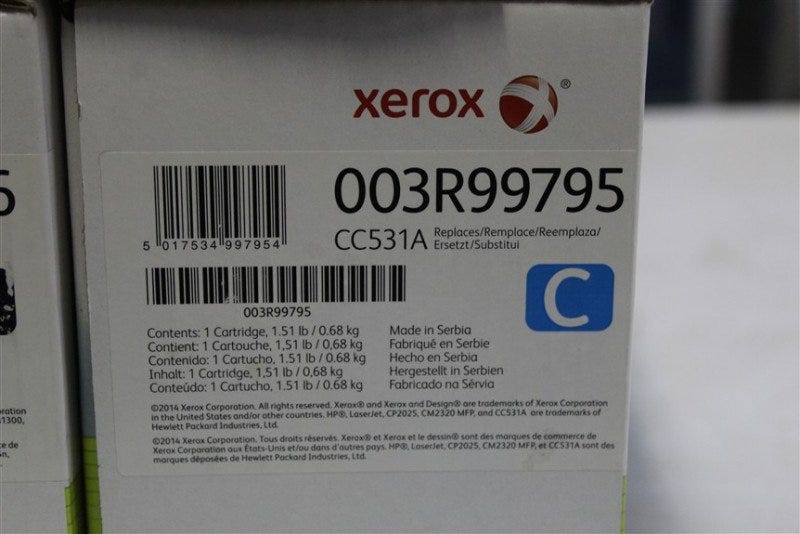 xerox ®
003R99795
5 017534 997954
CC531A Replaces/Remplace/Reemplaza/
Ersetzt/Substitui
C
003R99795
Contents: 1 Cartridge, 1.51 lb / 0.68 kg Made in Serbia
Contient: 1 Cartouche, 1,51 lb / 0,68 kg Fabriqué en Serbie
Contenido: 1 Cartucho, 1.51 lb / 0.68 kg Hecho en Serbia
Inhalt: 1 Cartridge, 1,51 lb / 0.68 kg Hergestellt in Serbien
Conteúdo: 1 Cartucho, 1.51 lb / 0.68 kg Fabricado na Sérvia
©2014 Xerox Corporation. All rights reserved. Xerox® and Xerox and Design® are trademarks of Xerox Corporation
in the United States and/or other countries. HP®, LaserJet, CP2025, CM2320 MFP, and CC531A are trademarks of
Hewlett Packard Industries, Ltd.
©2014 Xerox Corporation. Tous droits réservés. Xerox® et Xerox et le dessin® sont des marques de commerce de
Xerox Corporation aux États-Unis et/ou dans d'autres pays. HP®, LaserJet, CP2025, CM2320 MFP, et CC531A sont des
marques déposées de Hewlett Packard Industries, Ltd.